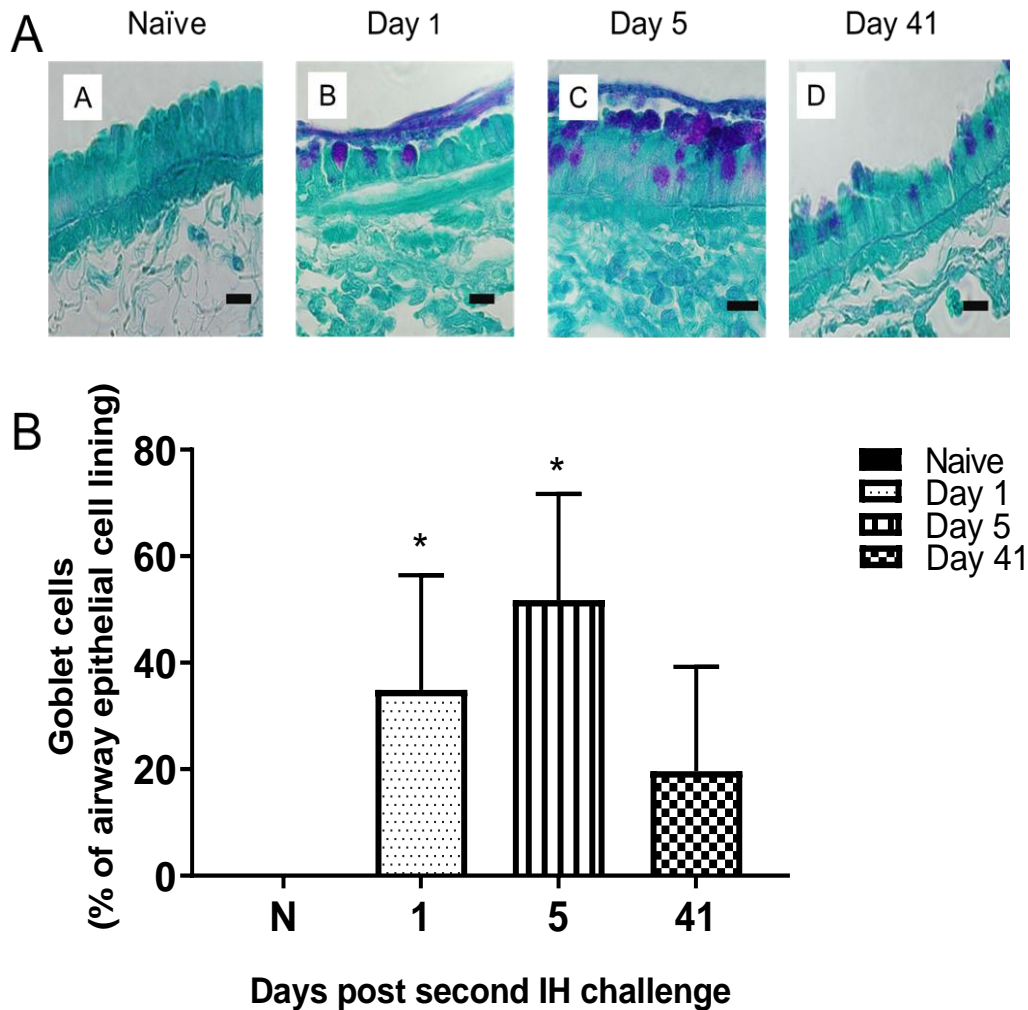 A
Naïve
Day 1
Day 5
Day 41
A
B
C
D
B
Goblet cells
(% of airway epithelial cell lining)
80
60
40
20
0
*
*
N
1
5
41
Days post second IH challenge
Naive
Day 1
Day 5
Day 41